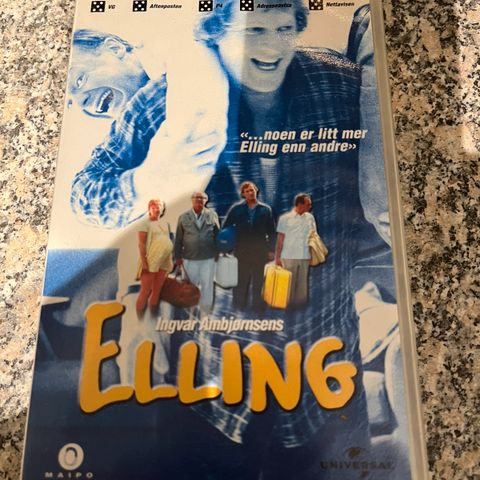 VG
Aftenposten
P4
Adresseavisa
Nettavisen
«...noen er litt mer
Elling enn andre»
Ingvar Ambjørnsens
ELLING
MAIPO
UNIVERSAL